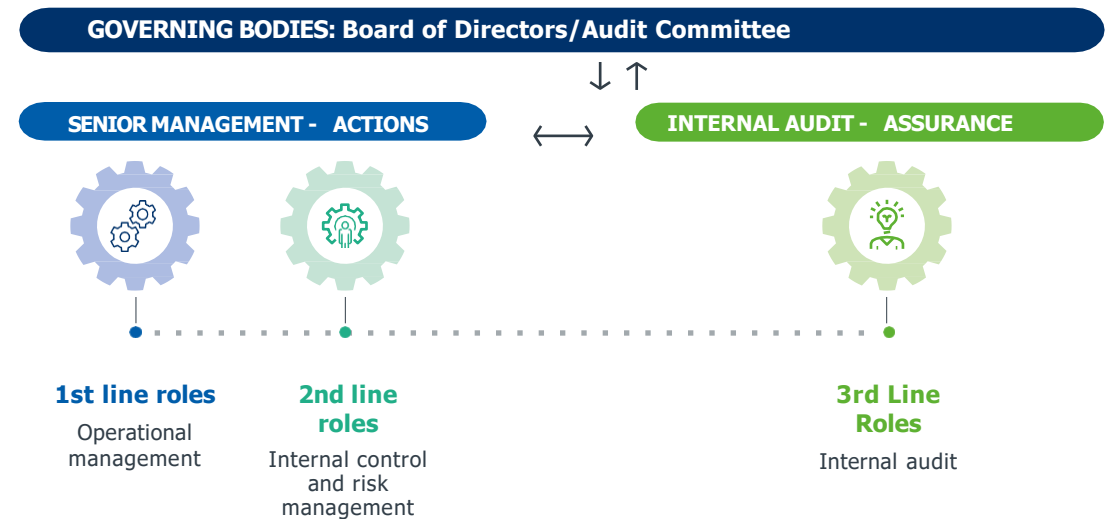 GOVERNING BODIES: Board of Directors/Audit Committee
SENIOR MANAGEMENT - ACTIONS
INTERNAL AUDIT - ASSURANCE
1st line roles
Operational
management
2nd line
roles
Internal control
and risk
management
3rd Line
Roles
Internal audit